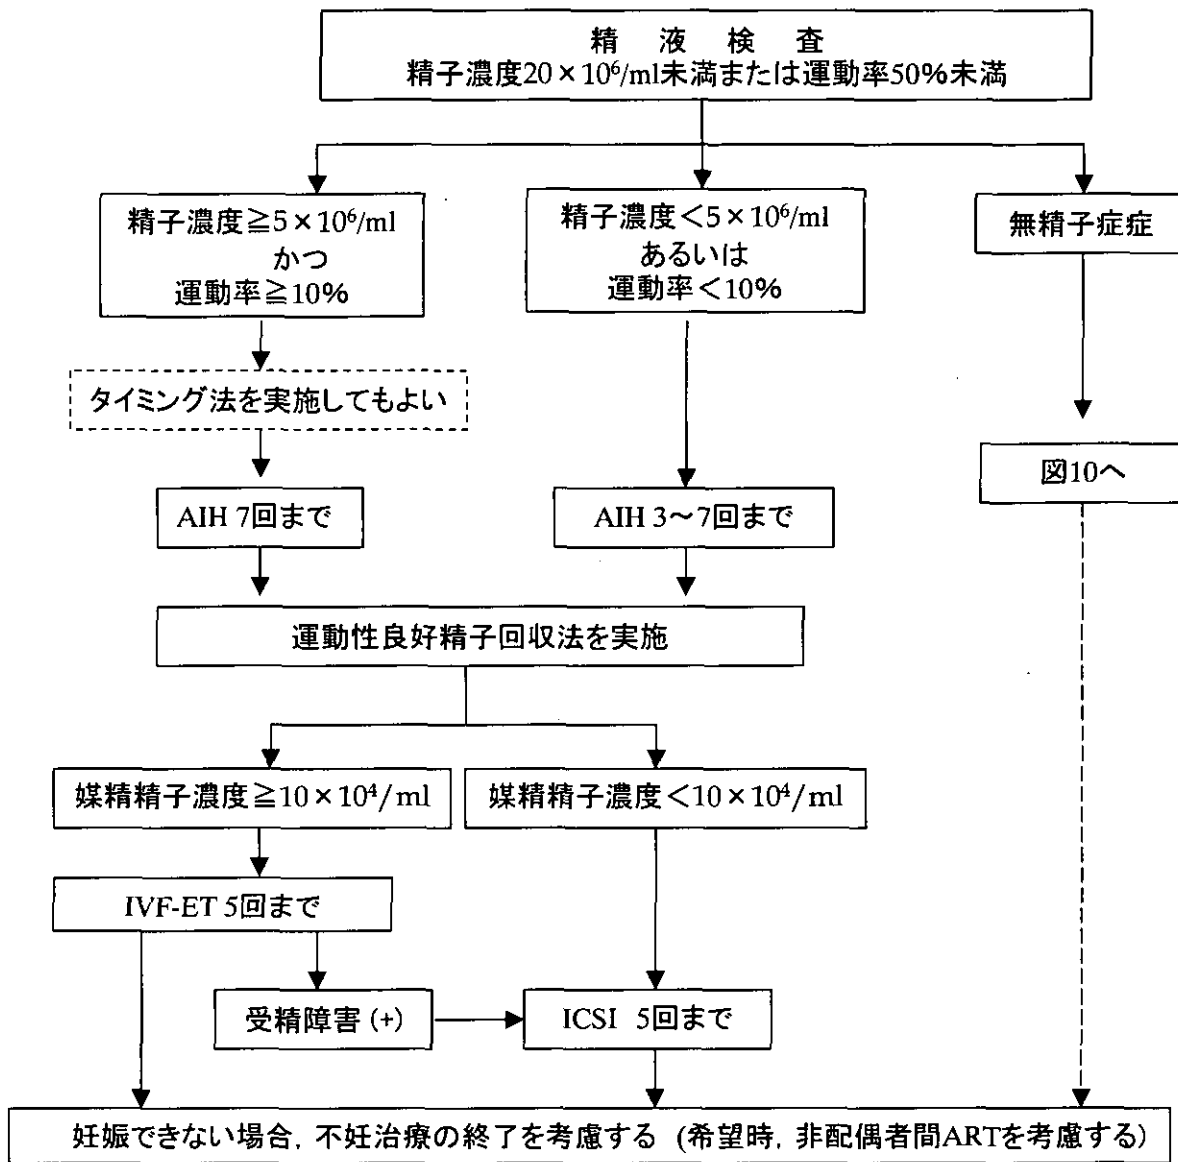 精 液 検 査
精子濃度20×10⁶/ml未満または運動率50%未満
精子濃度≧5×10⁶/ml
かつ
運動率≧10%
精子濃度<5×10⁶/ml
あるいは
運動率<10%
無精子症症
タイミング法を実施してもよい
図10へ
AIH 7回まで
AIH 3～7回まで
運動性良好精子回収法を実施
媒精精子濃度≧10×10⁴/ml
媒精精子濃度<10×10⁴/ml
IVF-ET 5回まで
受精障害 (+)
ICSI 5回まで
妊娠できない場合, 不妊治療の終了を考慮する (希望時, 非配偶者間ARTを考慮する)